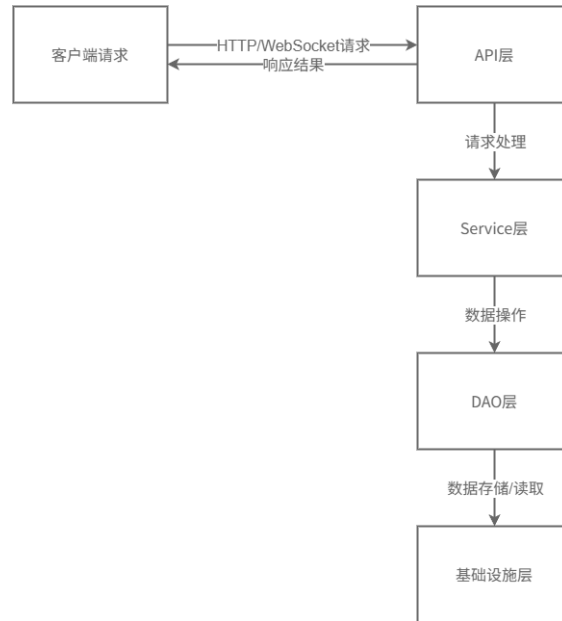 客户端请求
HTTP/WebSocket请求
响应结果
API层
请求处理
Service层
数据操作
DAO层
数据存储/读取
基础设施层